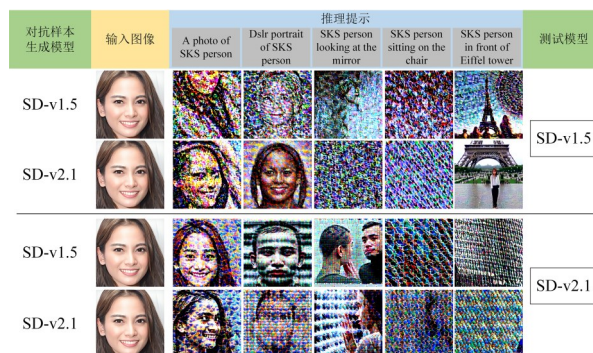 对抗样本
生成模型
输入图像
推理提示
A photo of
SKS person
Dslr portrait
of SKS
person
SKS person
looking at the
mirror
SKS person
sitting on the
chair
SKS person
in front of
Eiffel tower
测试模型
SD-v1.5
SD-v2.1
SD-v1.5
SD-v1.5
SD-v2.1
SD-v2.1